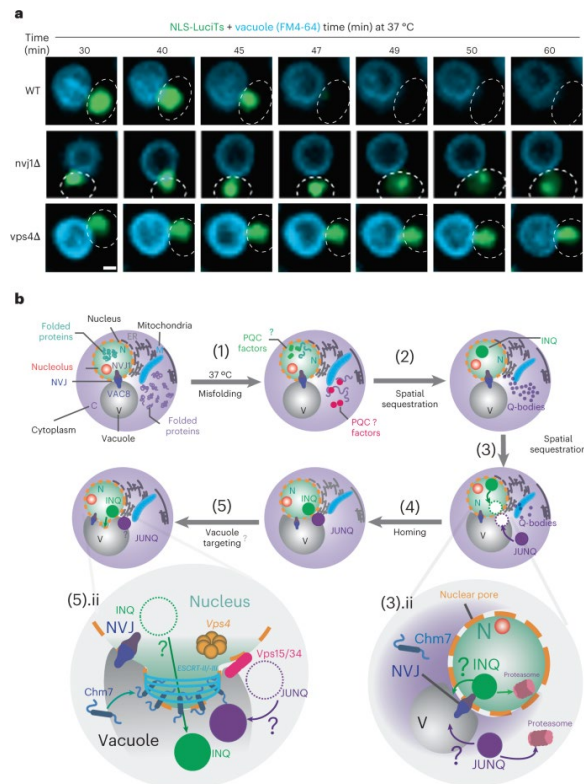 a
NLS-LuciTs + vacuole (FM4-64) time (min) at 37 °C
Time
(min) 30 40 45 47 49 50 60
WT
nvj1Δ
vps4Δ
b
Nucleus
Folded
proteins
ER
Mitochondria
N
NVJ1
Nucleolus
NVJ
VAC8
C
V
Cytoplasm
Vacuole
Folded
proteins
(1)
37 °C
Misfolding
PQC ?
factors
N
V
PQC ?
factors
(2)
Spatial
sequestration
INQ
N
V
Q-bodies
(3)
Spatial
sequestration
N
Q-bodies
V
JUNQ
(4)
Homing
N
INQ
V
JUNQ
(5)
Vacuole
targeting ?
N
INQ
V
JUNQ
(5).ii
INQ
Nucleus
NVJ
Vps4
?
Vps15/34
ESCRT-II/-III
Chm7
JUNQ
?
Vacuole
INQ
(3).ii
Nuclear pore
N
Chm7
?
INQ
NVJ
Proteasome
V
Proteasome
?
JUNQ